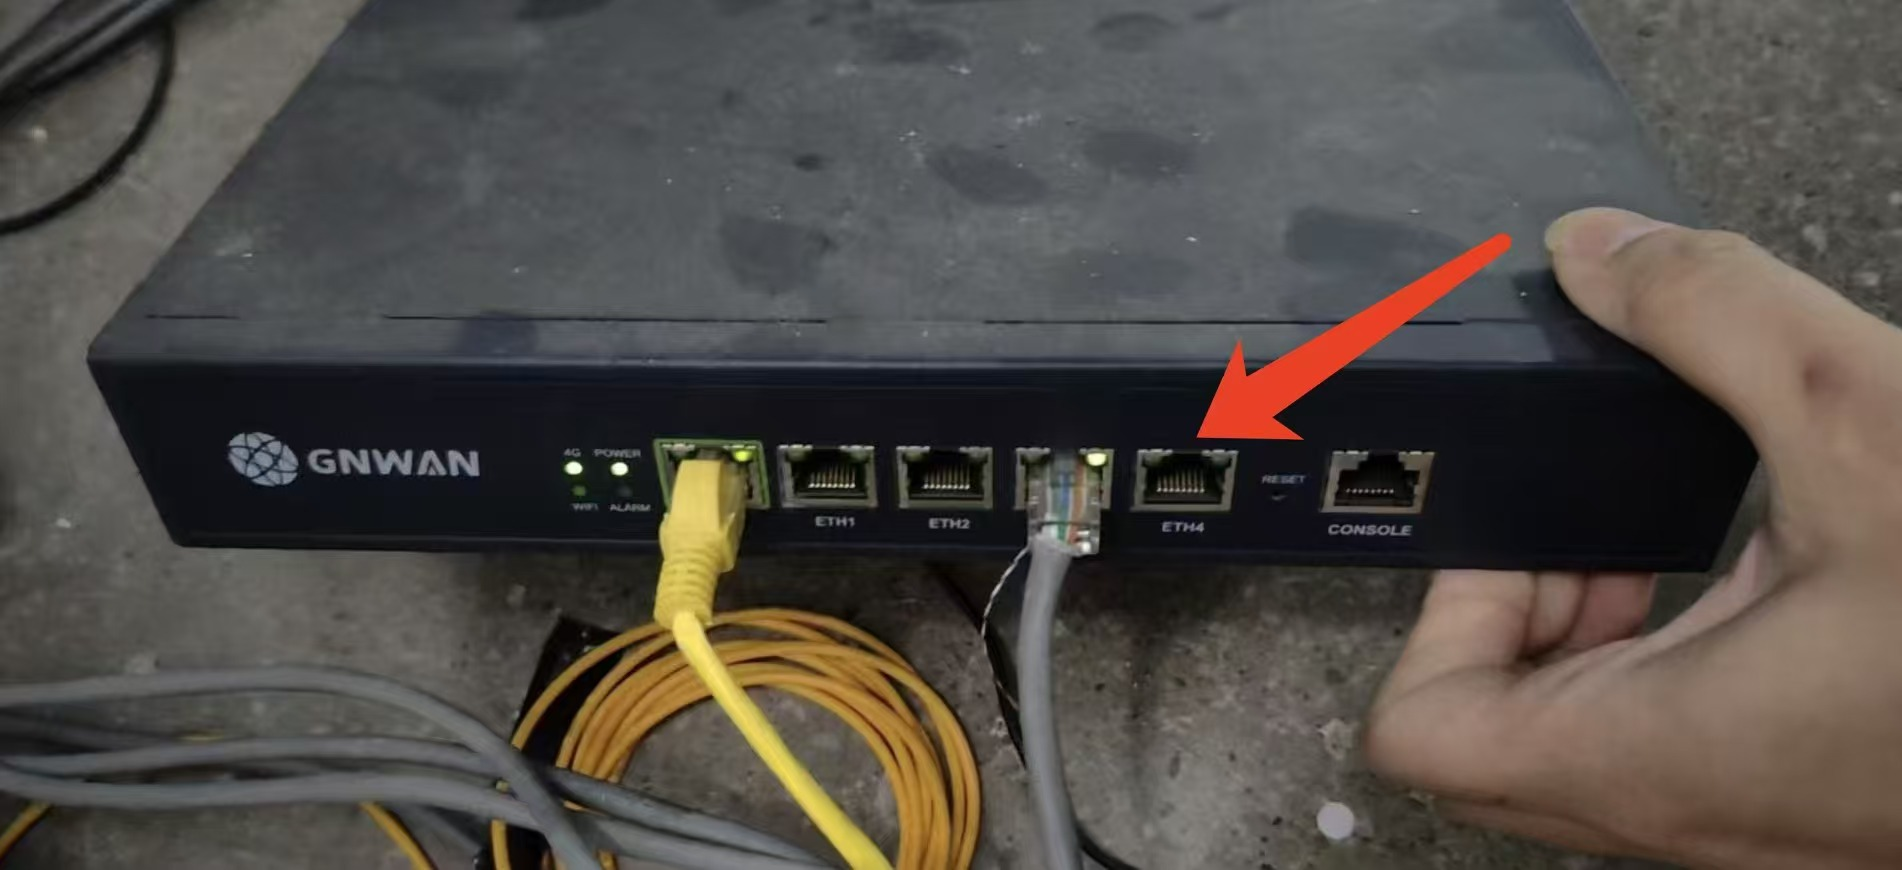 GNWAN
4G POWER
WIFI ALARM
ETH1
ETH2
ETH4
RESET
CONSOLE